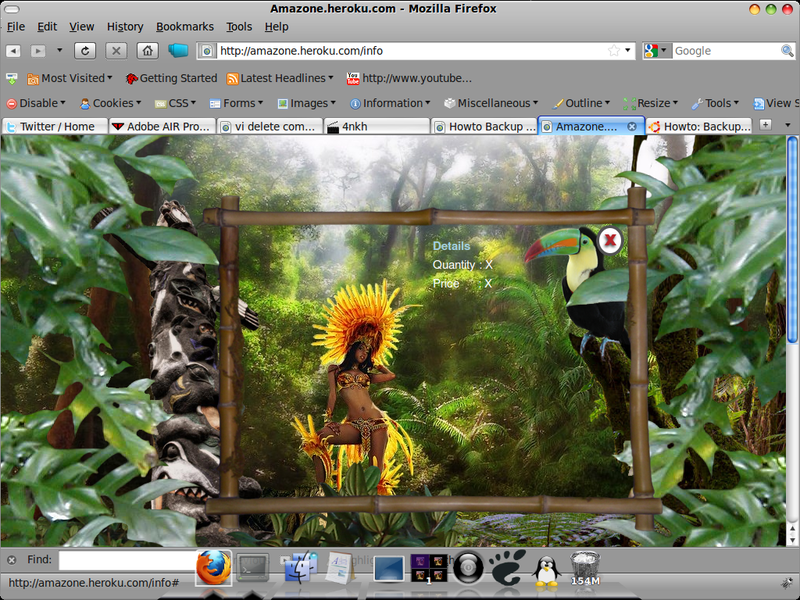 Amazone.heroku.com - Mozilla Firefox
File Edit View History Bookmarks Tools Help
http://amazone.heroku.com/info Google
Most Visited Getting Started Latest Headlines You Tube http://www.youtube...
Disable Cookies CSS Forms Images Information Miscellaneous Outline Resize Tools View S
Twitter / Home Adobe AIR Pro... vi delete com... 4nkh Howto Backup ... Amazone.... Howto: Backup...
Details X
Quantity : X
Price X
Find:
1
154M
http://amazone.heroku.com/info#